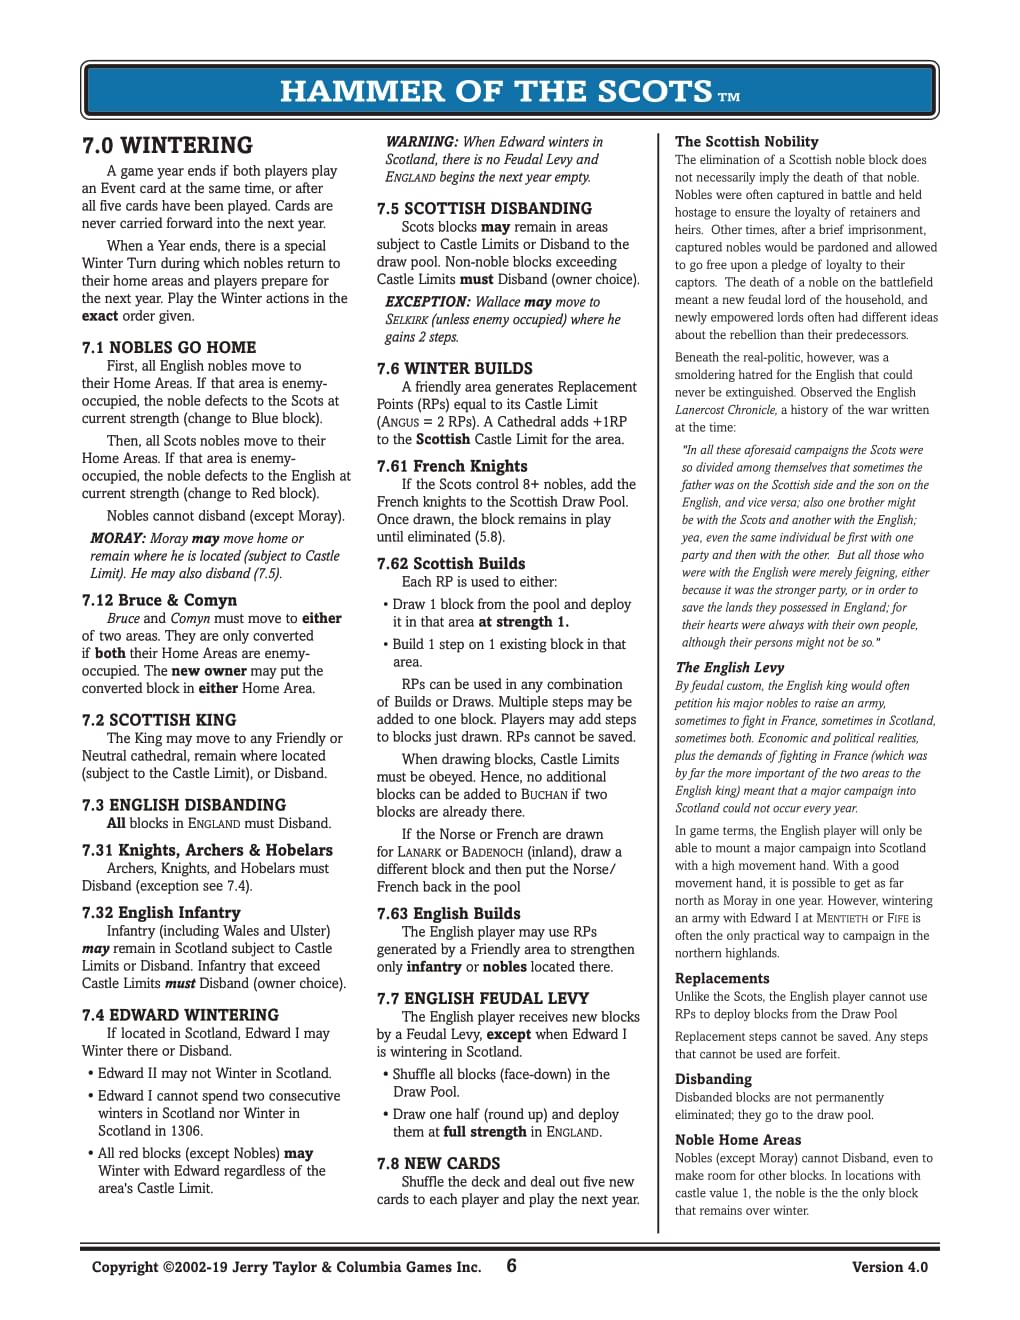 HAMMER OF THE SCOTS TM
7.0 WINTERING
A game year ends if both players play
an Event card at the same time, or after
all five cards have been played. Cards are
never carried forward into the next year.
When a Year ends, there is a special
Winter Turn during which nobles return to
their home areas and players prepare for
the next year. Play the Winter actions in the
exact order given.
7.1 NOBLES GO HOME
First, all English nobles move to
their Home Areas. If that area is enemy-
occupied, the noble defects to the Scots at
current strength (change to Blue block).
Then, all Scots nobles move to their
Home Areas. If that area is enemy-
occupied, the noble defects to the English at
current strength (change to Red block).
Nobles cannot disband (except Moray).
MORAY: Moray may move home or
remain where he is located (subject to Castle
Limit). He may also disband (7.5).
7.12 Bruce & Comyn
Bruce and Comyn must move to either
of two areas. They are only converted
if both their Home Areas are enemy-
occupied. The new owner may put the
converted block in either Home Area.
7.2 SCOTTISH KING
The King may move to any Friendly or
Neutral cathedral, remain where located
(subject to the Castle Limit), or Disband.
7.3 ENGLISH DISBANDING
All blocks in ENGLAND must Disband.
7.31 Knights, Archers & Hobelars
Archers, Knights, and Hobelars must
Disband (exception see 7.4).
7.32 English Infantry
Infantry (including Wales and Ulster)
may remain in Scotland subject to Castle
Limits or Disband. Infantry that exceed
Castle Limits must Disband (owner choice).
7.4 EDWARD WINTERING
If located in Scotland, Edward I may
Winter there or Disband.
• Edward II may not Winter in Scotland.
• Edward I cannot spend two consecutive
winters in Scotland nor Winter in
Scotland in 1306.
• All red blocks (except Nobles) may
Winter with Edward regardless of the
area's Castle Limit.
WARNING: When Edward winters in
Scotland, there is no Feudal Levy and
ENGLAND begins the next year empty.
7.5 SCOTTISH DISBANDING
Scots blocks may remain in areas
subject to Castle Limits or Disband to the
draw pool. Non-noble blocks exceeding
Castle Limits must Disband (owner choice).
EXCEPTION: Wallace may move to
SELKIRK (unless enemy occupied) where he
gains 2 steps.
7.6 WINTER BUILDS
A friendly area generates Replacement
Points (RPs) equal to its Castle Limit
(ANGUS = 2 RPs). A Cathedral adds +1RP
to the Scottish Castle Limit for the area.
7.61 French Knights
If the Scots control 8+ nobles, add the
French knights to the Scottish Draw Pool.
Once drawn, the block remains in play
until eliminated (5.8).
7.62 Scottish Builds
Each RP is used to either:
• Draw 1 block from the pool and deploy
it in that area at strength 1.
• Build 1 step on 1 existing block in that
area.
RPs can be used in any combination
of Builds or Draws. Multiple steps may be
added to one block. Players may add steps
to blocks just drawn. RPs cannot be saved.
When drawing blocks, Castle Limits
must be obeyed. Hence, no additional
blocks can be added to BUCHAN if two
blocks are already there.
If the Norse or French are drawn
for LANARK or BADENOCH (inland), draw a
different block and then put the Norse/
French back in the pool
7.63 English Builds
The English player may use RPs
generated by a Friendly area to strengthen
only infantry or nobles located there.
7.7 ENGLISH FEUDAL LEVY
The English player receives new blocks
by a Feudal Levy, except when Edward I
is wintering in Scotland.
• Shuffle all blocks (face-down) in the
Draw Pool.
• Draw one half (round up) and deploy
them at full strength in ENGLAND.
7.8 NEW CARDS
Shuffle the deck and deal out five new
cards to each player and play the next year.
The Scottish Nobility
The elimination of a Scottish noble block does
not necessarily imply the death of that noble.
Nobles were often captured in battle and held
hostage to ensure the loyalty of retainers and
heirs. Other times, after a brief imprisonment,
captured nobles would be pardoned and allowed
to go free upon a pledge of loyalty to their
captors. The death of a noble on the battlefield
meant a new feudal lord of the household, and
newly empowered lords often had different ideas
about the rebellion than their predecessors.
Beneath the real-politic, however, was a
smoldering hatred for the English that could
never be extinguished. Observed the English
Lanercost Chronicle, a history of the war written
at the time:
"In all these aforesaid campaigns the Scots were
so divided among themselves that sometimes the
father was on the Scottish side and the son on the
English, and vice versa; also one brother might
be with the Scots and another with the English;
yea, even the same individual be first with one
party and then with the other. But all those who
were with the English were merely feigning, either
because it was the stronger party, or in order to
save the lands they possessed in England; for
their hearts were always with their own people,
although their persons might not be so."
The English Levy
By feudal custom, the English king would often
petition his major nobles to raise an army,
sometimes to fight in France, sometimes in Scotland,
sometimes both. Economic and political realities,
plus the demands of fighting in France (which was
by far the more important of the two areas to the
English king) meant that a major campaign into
Scotland could not occur every year.
In game terms, the English player will only be
able to mount a major campaign into Scotland
with a high movement hand. With a good
movement hand, it is possible to get as far
north as Moray in one year. However, wintering
an army with Edward I at MENTIETH or FIFE is
often the only practical way to campaign in the
northern highlands.
Replacements
Unlike the Scots, the English player cannot use
RPs to deploy blocks from the Draw Pool
Replacement steps cannot be saved. Any steps
that cannot be used are forfeit.
Disbanding
Disbanded blocks are not permanently
eliminated; they go to the draw pool.
Noble Home Areas
Nobles (except Moray) cannot Disband, even to
make room for other blocks. In locations with
castle value 1, the noble is the the only block
that remains over winter.
Copyright ©2002-19 Jerry Taylor & Columbia Games Inc. 6 Version 4.0